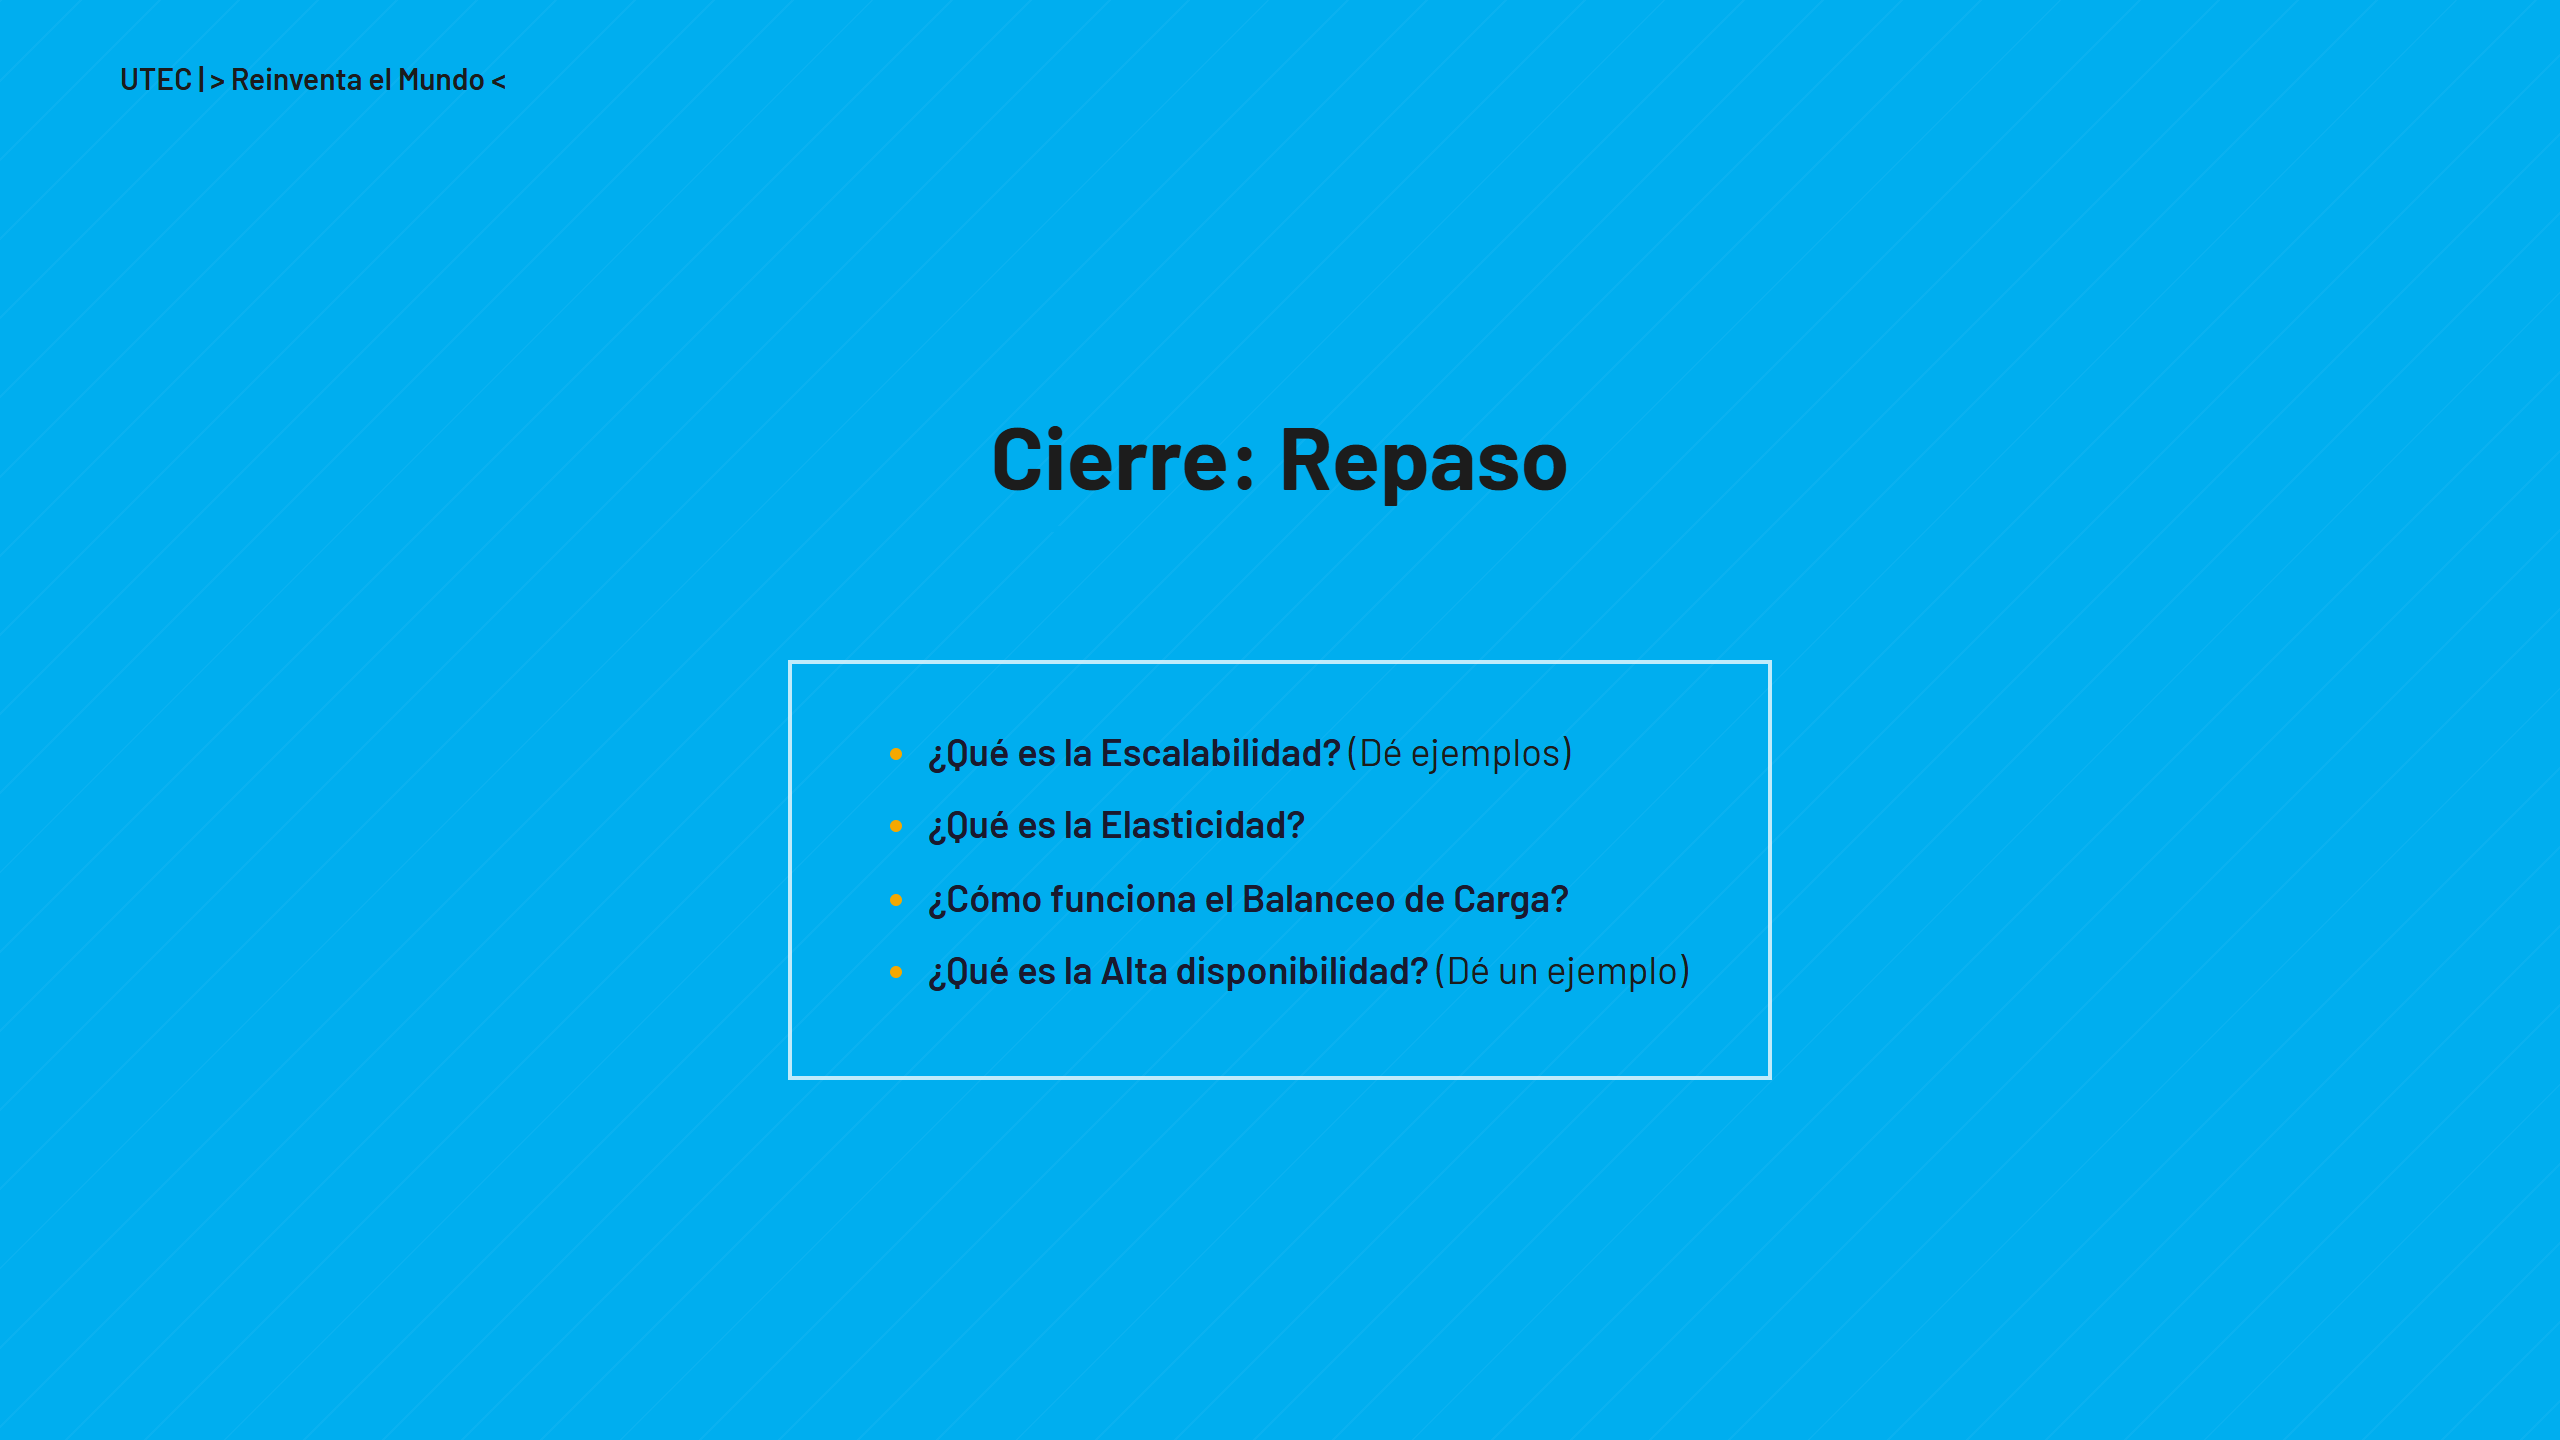 UTEC | > Reinventa el Mundo <
Cierre: Repaso
• ¿Qué es la Escalabilidad? (Dé ejemplos)
• ¿Qué es la Elasticidad?
• ¿Cómo funciona el Balanceo de Carga?
• ¿Qué es la Alta disponibilidad? (Dé un ejemplo)